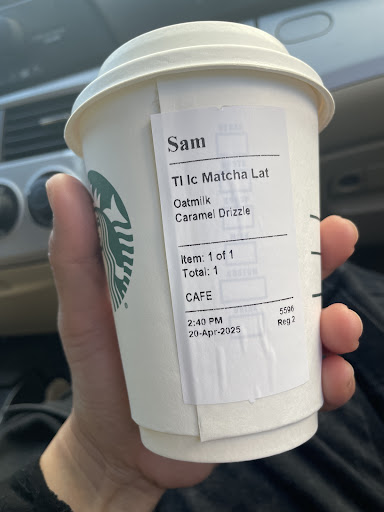 Sam
Tl Ic Matcha Lat
Oatmilk
Caramel Drizzle
Item: 1 of 1
Total: 1
CAFE
2:40 PM 5596
20-Apr-2025 Reg 2